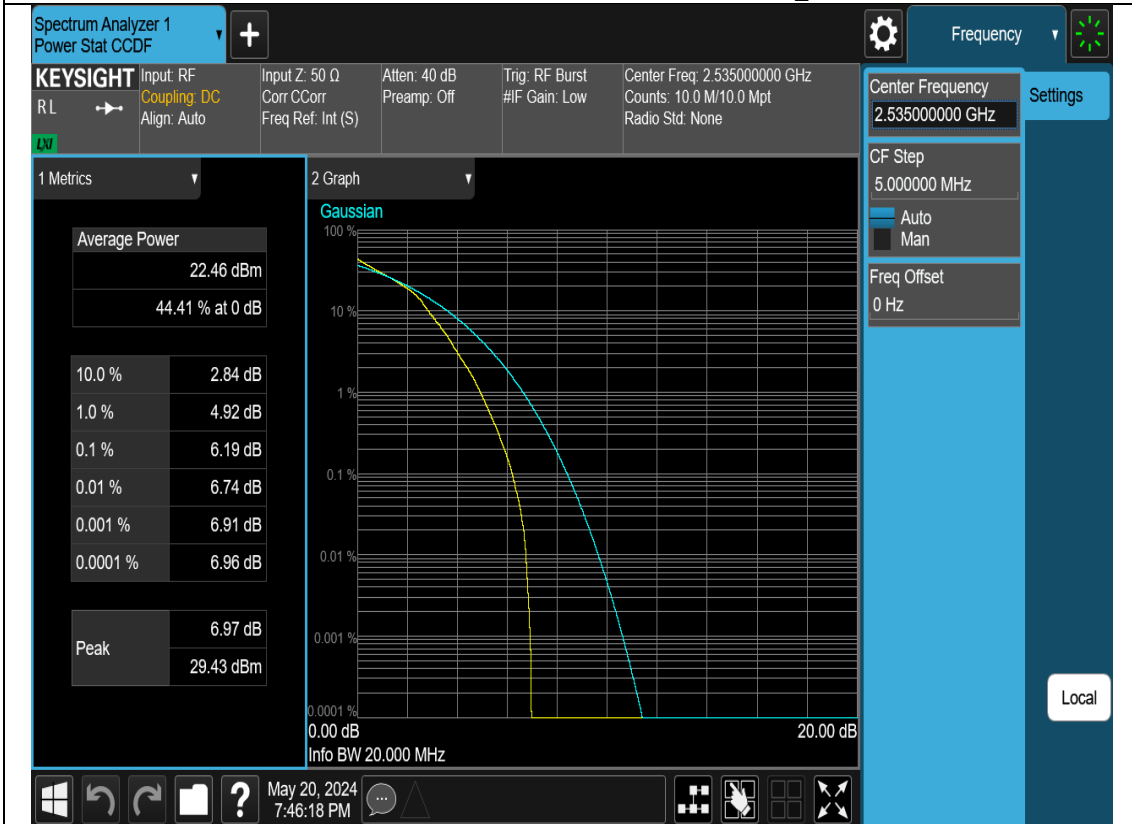 Spectrum Analyzer 1
Power Stat CCDF
+
Frequency
KEYSIGHT
RL
LXI
Input: RF
Coupling: DC
Align: Auto
Input Z: 50 Ω
Corr CCorr
Freq Ref: Int (S)
Atten: 40 dB
Preamp: Off
Trig: RF Burst
#IF Gain: Low
Center Freq: 2.535000000 GHz
Counts: 10.0 M/10.0 Mpt
Radio Std: None
Center Frequency
2.535000000 GHz
Settings
CF Step
5.000000 MHz
Auto
Man
Freq Offset
0 Hz
Local
1 Metrics
Average Power
22.46 dBm
44.41 % at 0 dB
10.0 % 2.84 dB
1.0 % 4.92 dB
0.1 % 6.19 dB
0.01 % 6.74 dB
0.001 % 6.91 dB
0.0001 % 6.96 dB
Peak
6.97 dB
29.43 dBm
2 Graph
Gaussian
100 %
10 %
1 %
0.1 %
0.01 %
0.001 %
0.0001 %
0.00 dB 20.00 dB
Info BW 20.000 MHz
?
May 20, 2024
7:46:18 PM